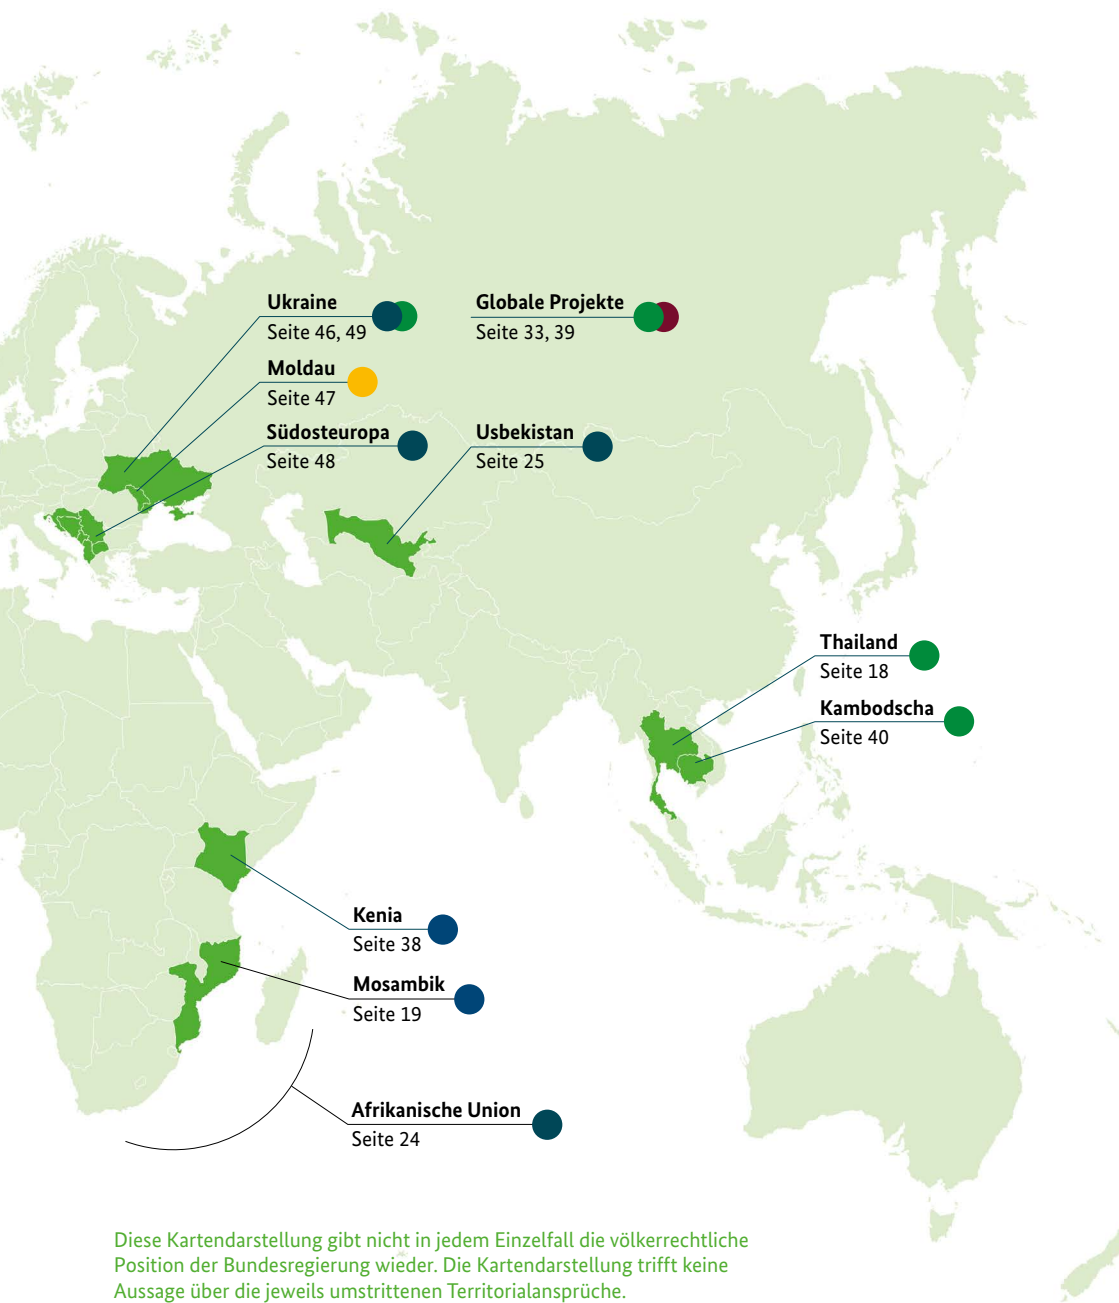 Ukraine
Seite 46, 49
Globale Projekte
Seite 33, 39
Moldau
Seite 47
Südosteuropa
Seite 48
Usbekistan
Seite 25
Thailand
Seite 18
Kambodscha
Seite 40
Kenia
Seite 38
Mosambik
Seite 19
Afrikanische Union
Seite 24
Diese Kartendarstellung gibt nicht in jedem Einzelfall die völkerrechtliche
Position der Bundesregierung wieder. Die Kartendarstellung trifft keine
Aussage über die jeweils umstrittenen Territorialansprüche.